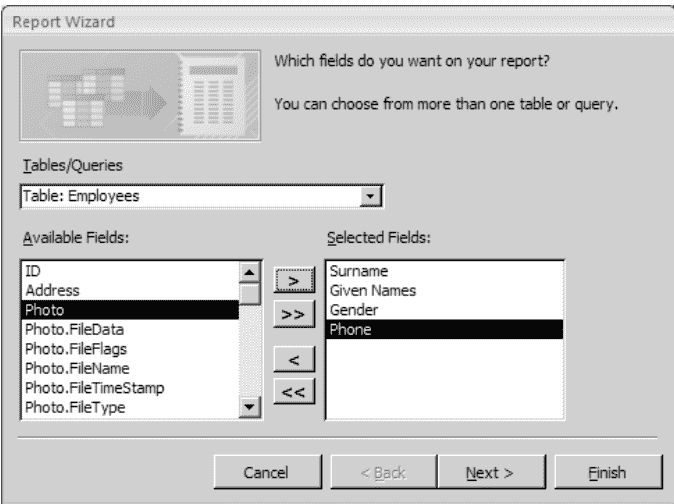 Report Wizard
Which fields do you want on your report?
You can choose from more than one table or query.
Tables/Queries
Table: Employees
Available Fields:
Selected Fields:
ID
Address
Photo
Photo.FileData
Photo.FileFlags
Photo.FileName
Photo.FileTimeStamp
Photo.FileType
>
>>
<
<<
Surname
Given Names
Gender
Phone
Cancel
< Back
Next >
Finish